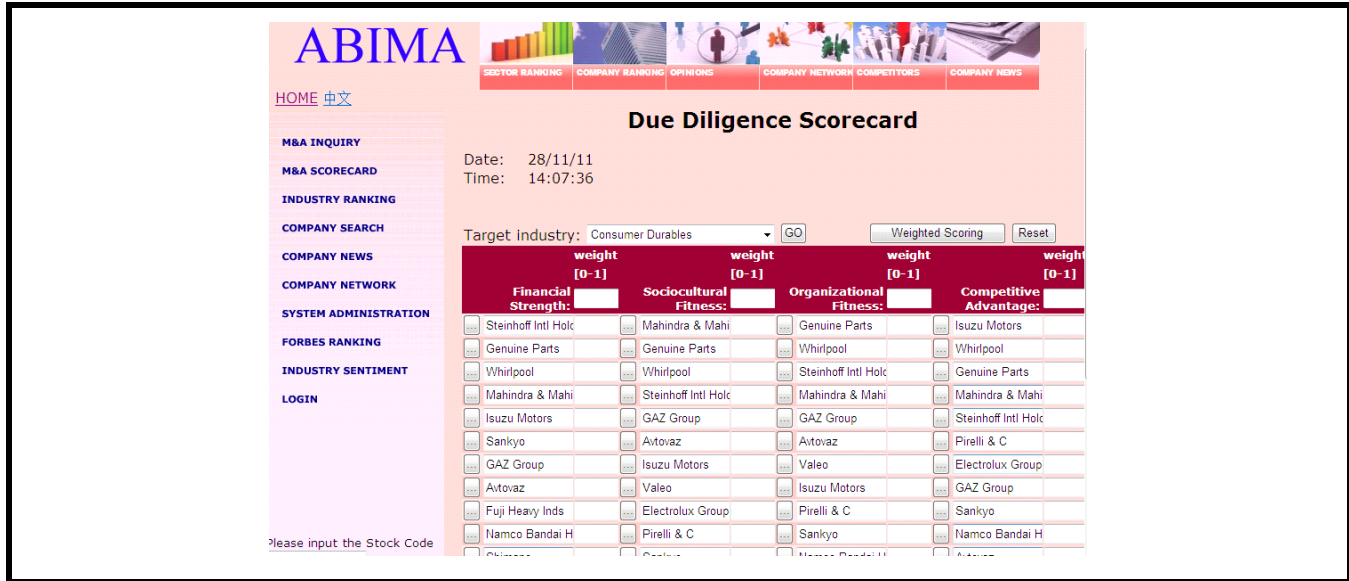 ABIMA
SECTOR RANKING COMPANY RANKING OPINIONS COMPANY NETWORK COMPETITORS COMPANY NEWS
HOME 中文
Due Diligence Scorecard
M&A INQUIRY
M&A SCORECARD
INDUSTRY RANKING
COMPANY SEARCH
COMPANY NEWS
COMPANY NETWORK
SYSTEM ADMINISTRATION
FORBES RANKING
INDUSTRY SENTIMENT
LOGIN
Please input the Stock Code
Date: 28/11/11
Time: 14:07:36
Target industry: Consumer Durables GO Weighted Scoring Reset
weight weight weight weight
[0-1] [0-1] [0-1] [0-1]
Financial Sociocultural Organizational Competitive
Strength: Fitness: Fitness: Advantage:
... Steinhoff Intl Hold ... Mahindra & Mahi ... Genuine Parts ... Isuzu Motors
... Genuine Parts ... Genuine Parts ... Whirlpool ... Whirlpool
... Whirlpool ... Whirlpool ... Steinhoff Intl Hold ... Genuine Parts
... Mahindra & Mahi ... Steinhoff Intl Hold ... Mahindra & Mahi ... Mahindra & Mahi
... Isuzu Motors ... GAZ Group ... GAZ Group ... Steinhoff Intl Hold
... Sankyo ... Avtovaz ... Avtovaz ... Pirelli & C
... GAZ Group ... Isuzu Motors ... Valeo ... Electrolux Group
... Avtovaz ... Valeo ... Isuzu Motors ... GAZ Group
... Fuji Heavy Inds ... Electrolux Group ... Pirelli & C ... Sankyo
... Namco Bandai H ... Pirelli & C ... Sankyo ... Namco Bandai H